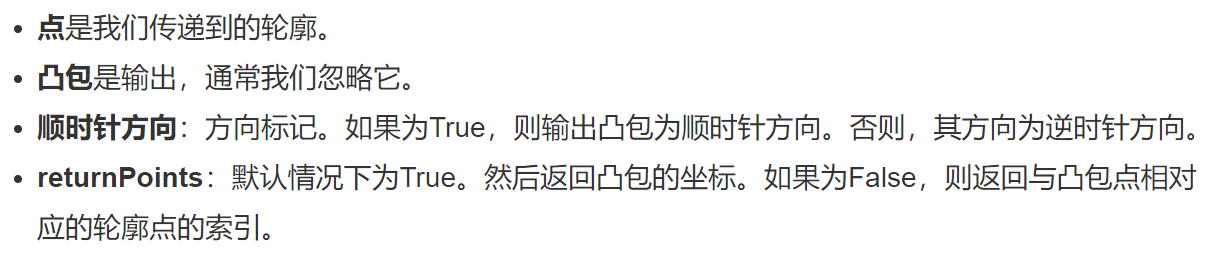 • 点是我们传递到的轮廓。
• 凸包是输出，通常我们忽略它。
• 顺时针方向：方向标记。如果为True，则输出凸包为顺时针方向。否则，其方向为逆时针方向。
• returnPoints：默认情况下为True。然后返回凸包的坐标。如果为False，则返回与凸包点相对
应的轮廓点的索引。